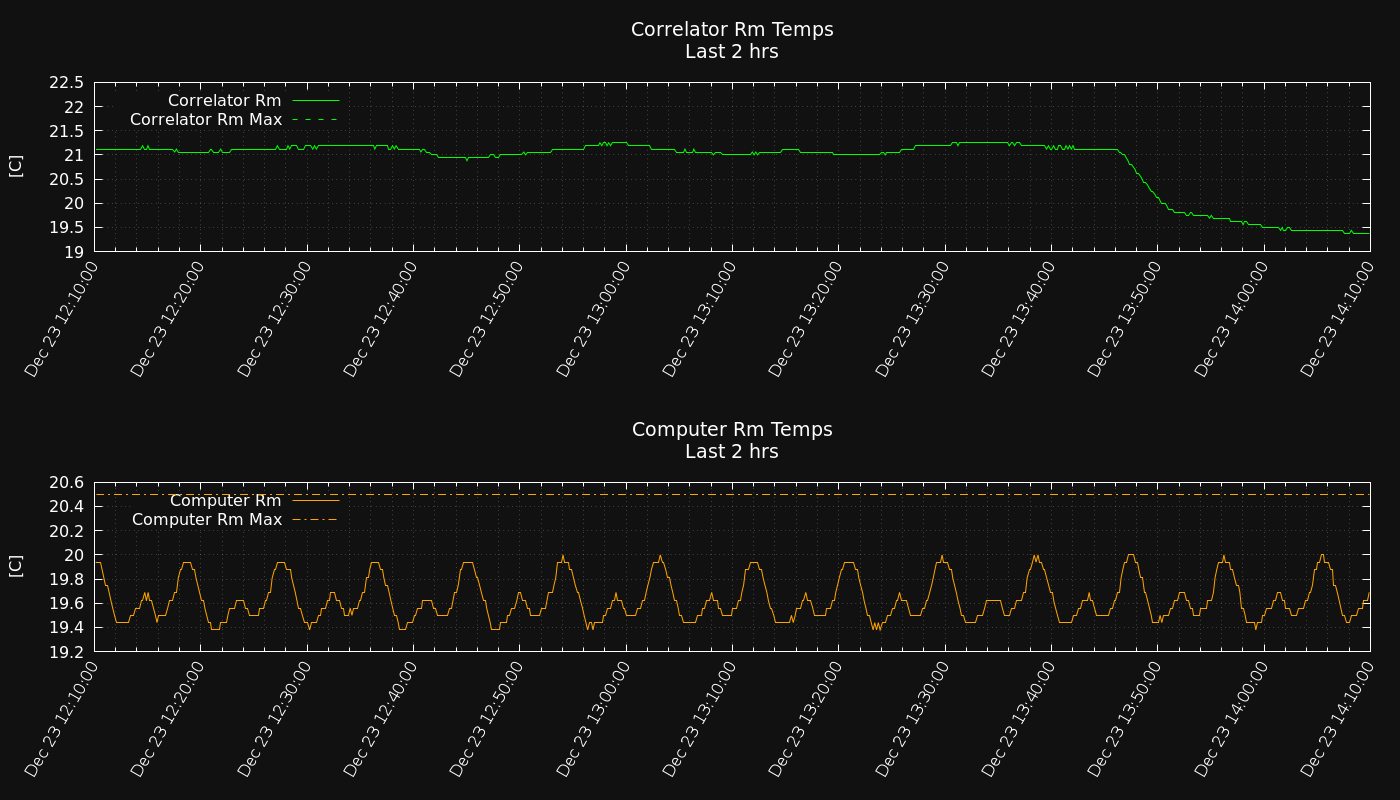 Correlator Rm Temps
Last 2 hrs
22.5
22
21.5
21
20.5
20
19.5
19
[C]
Correlator Rm
Correlator Rm Max
Dec 23 12:10:00
Dec 23 12:20:00
Dec 23 12:30:00
Dec 23 12:40:00
Dec 23 12:50:00
Dec 23 13:00:00
Dec 23 13:10:00
Dec 23 13:20:00
Dec 23 13:30:00
Dec 23 13:40:00
Dec 23 13:50:00
Dec 23 14:00:00
Dec 23 14:10:00
Computer Rm Temps
Last 2 hrs
20.6
20.4
20.2
20
19.8
19.6
19.4
19.2
[C]
Computer Rm
Computer Rm Max
Dec 23 12:10:00
Dec 23 12:20:00
Dec 23 12:30:00
Dec 23 12:40:00
Dec 23 12:50:00
Dec 23 13:00:00
Dec 23 13:10:00
Dec 23 13:20:00
Dec 23 13:30:00
Dec 23 13:40:00
Dec 23 13:50:00
Dec 23 14:00:00
Dec 23 14:10:00